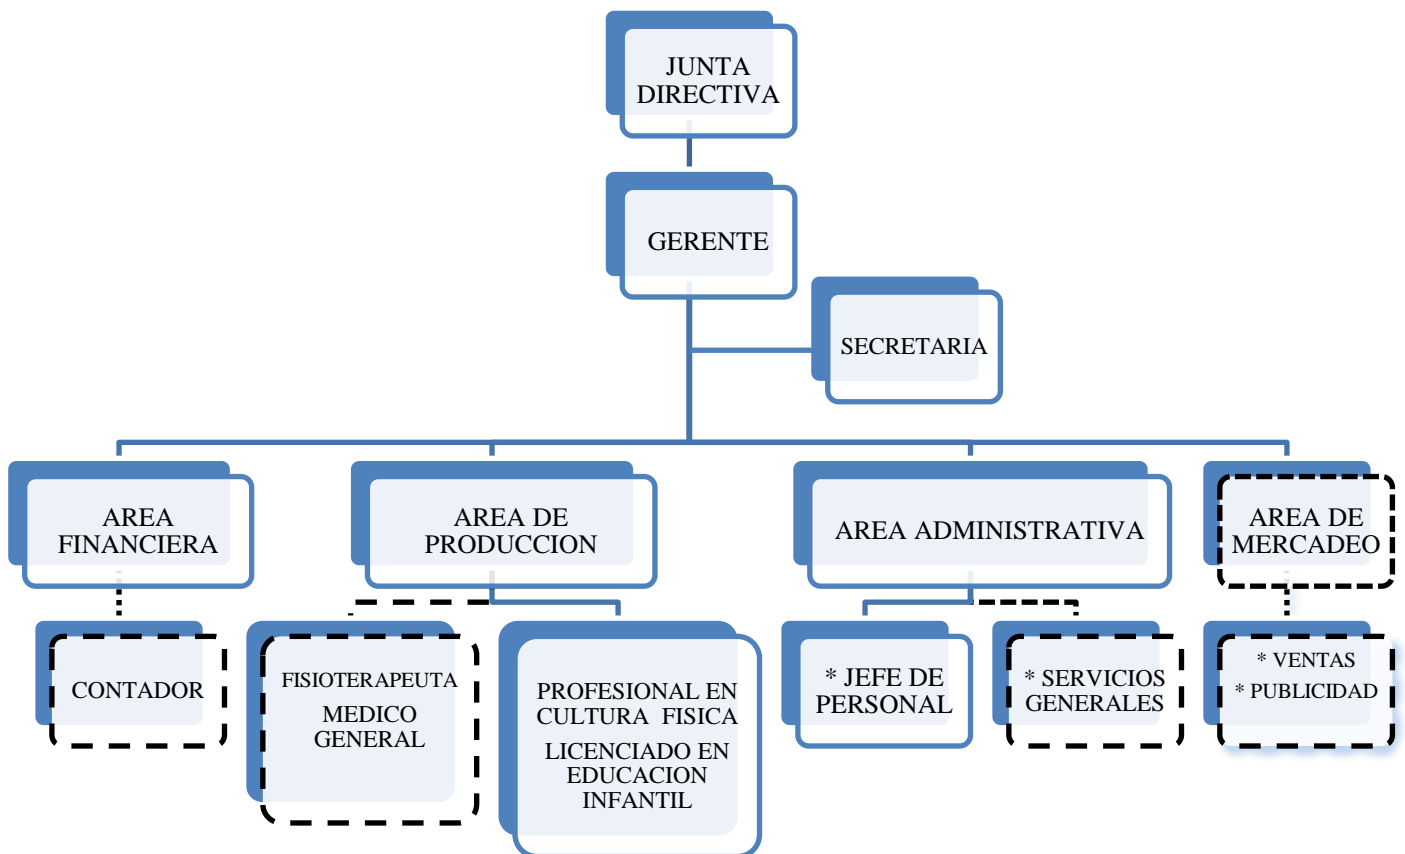 JUNTA
DIRECTIVA
GERENTE
SECRETARIA
AREA
FINANCIERA
AREA DE
PRODUCCION
AREA ADMINISTRATIVA
AREA DE
MERCADEO
CONTADOR
FISIOTERAPEUTA
MEDICO
GENERAL
PROFESIONAL EN
CULTURA FISICA
LICENCIADO EN
EDUCACION
INFANTIL
* JEFE DE
PERSONAL
* SERVICIOS
GENERALES
* VENTAS
* PUBLICIDAD